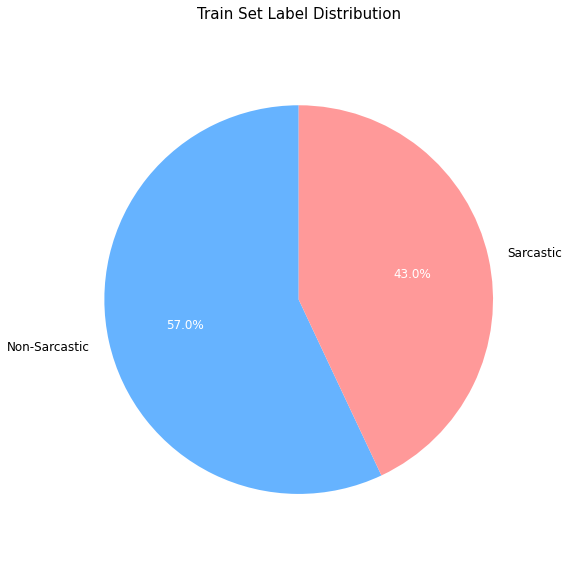 Train Set Label Distribution
Sarcastic
43.0%
57.0%
Non-Sarcastic